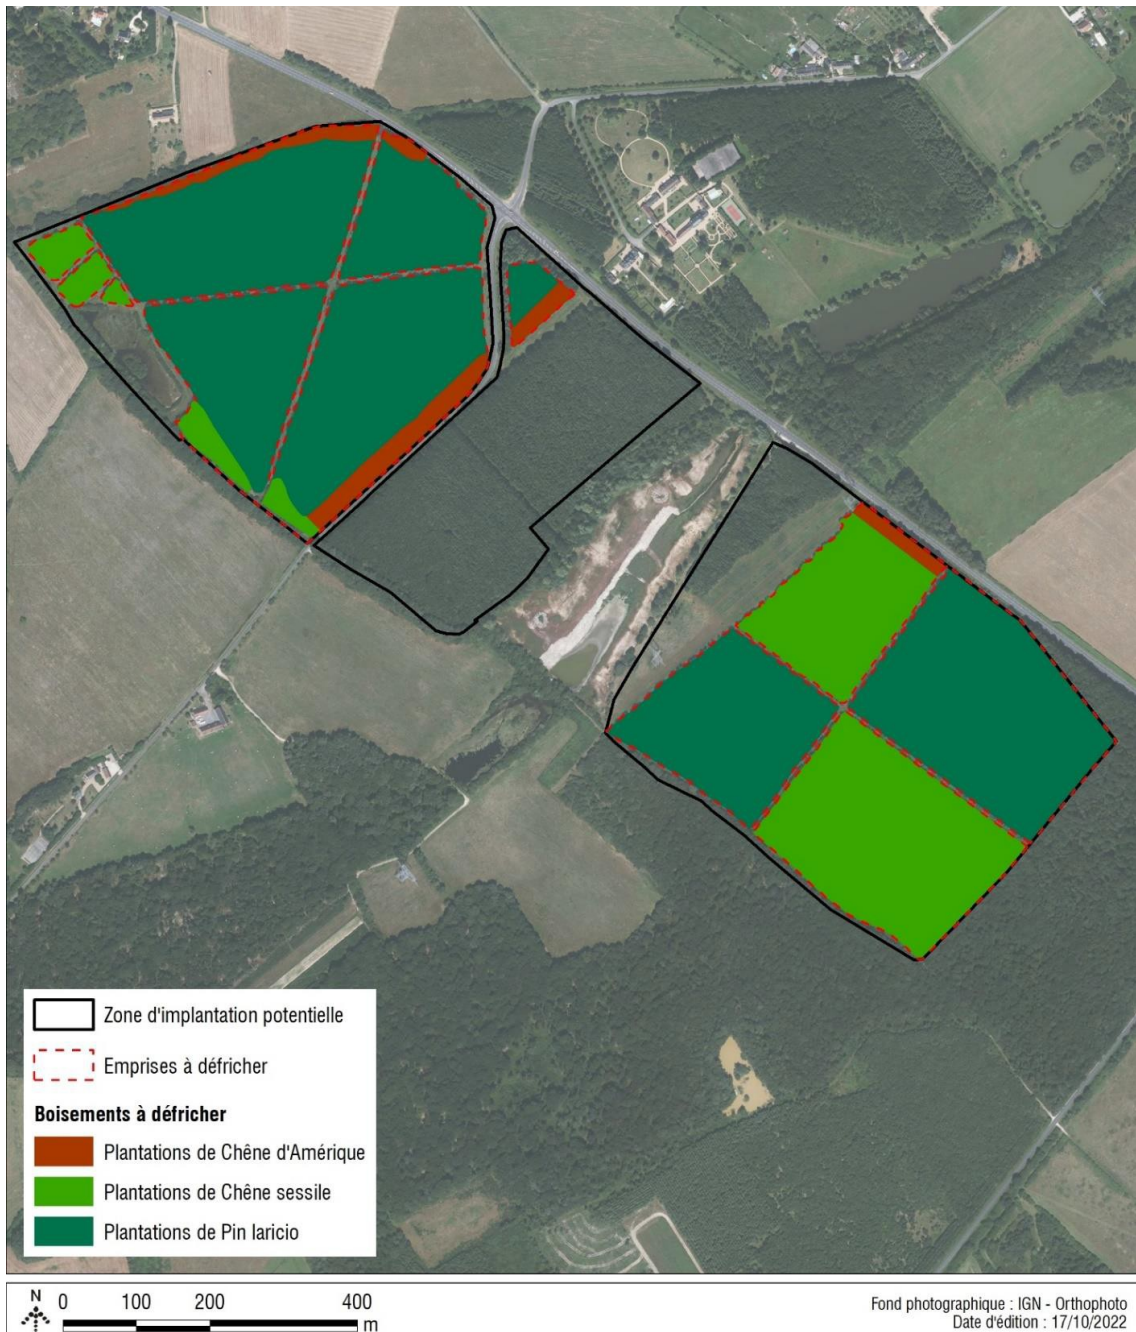 Zone d'implantation potentielle
Emprises à défricher
Boisements à défricher
Plantations de Chêne d'Amérique
Plantations de Chêne sessile
Plantations de Pin laricio
N
0 100 200 400
m
Fond photographique : IGN - Orthophoto
Date d'édition : 17/10/2022